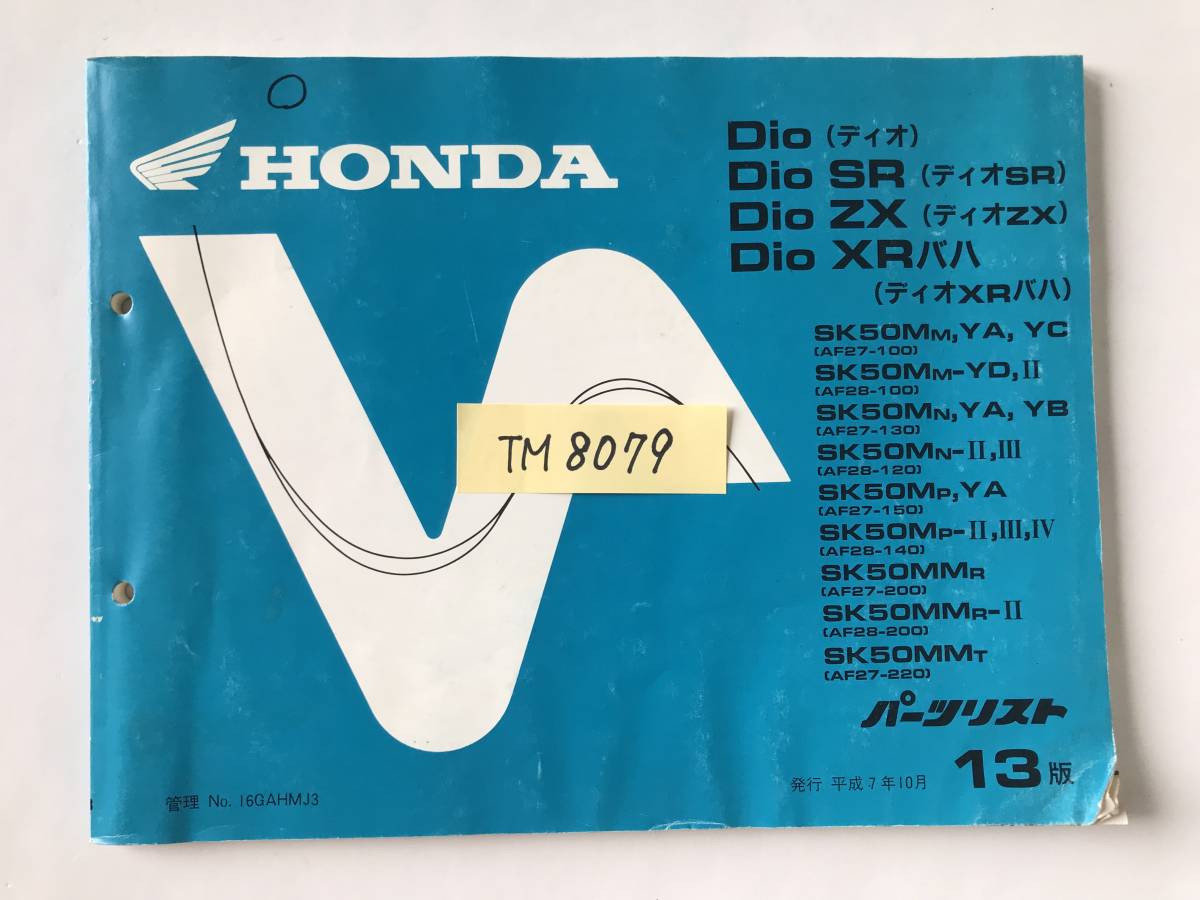 HONDA
Dio (ディオ)
Dio SR (ディオSR)
Dio ZX (ディオZX)
Dio XRバハ
(ディオXRバハ)
SK50MM,YA, YC
(AF27-100)
SK50MM-YD,II
(AF28-100)
SK50MN,YA, YB
(AF27-130)
SK50MN-II,III
(AF28-120)
SK50MP,YA
(AF27-150)
SK50MP-II,III,IV
(AF28-140)
SK50MMR
(AF27-200)
SK50MMR-II
(AF28-200)
SK50MMT
(AF27-220)
TM 8079
パーツリスト
発行 平成7年10月 13版
管理 No. 16GAHMJ3